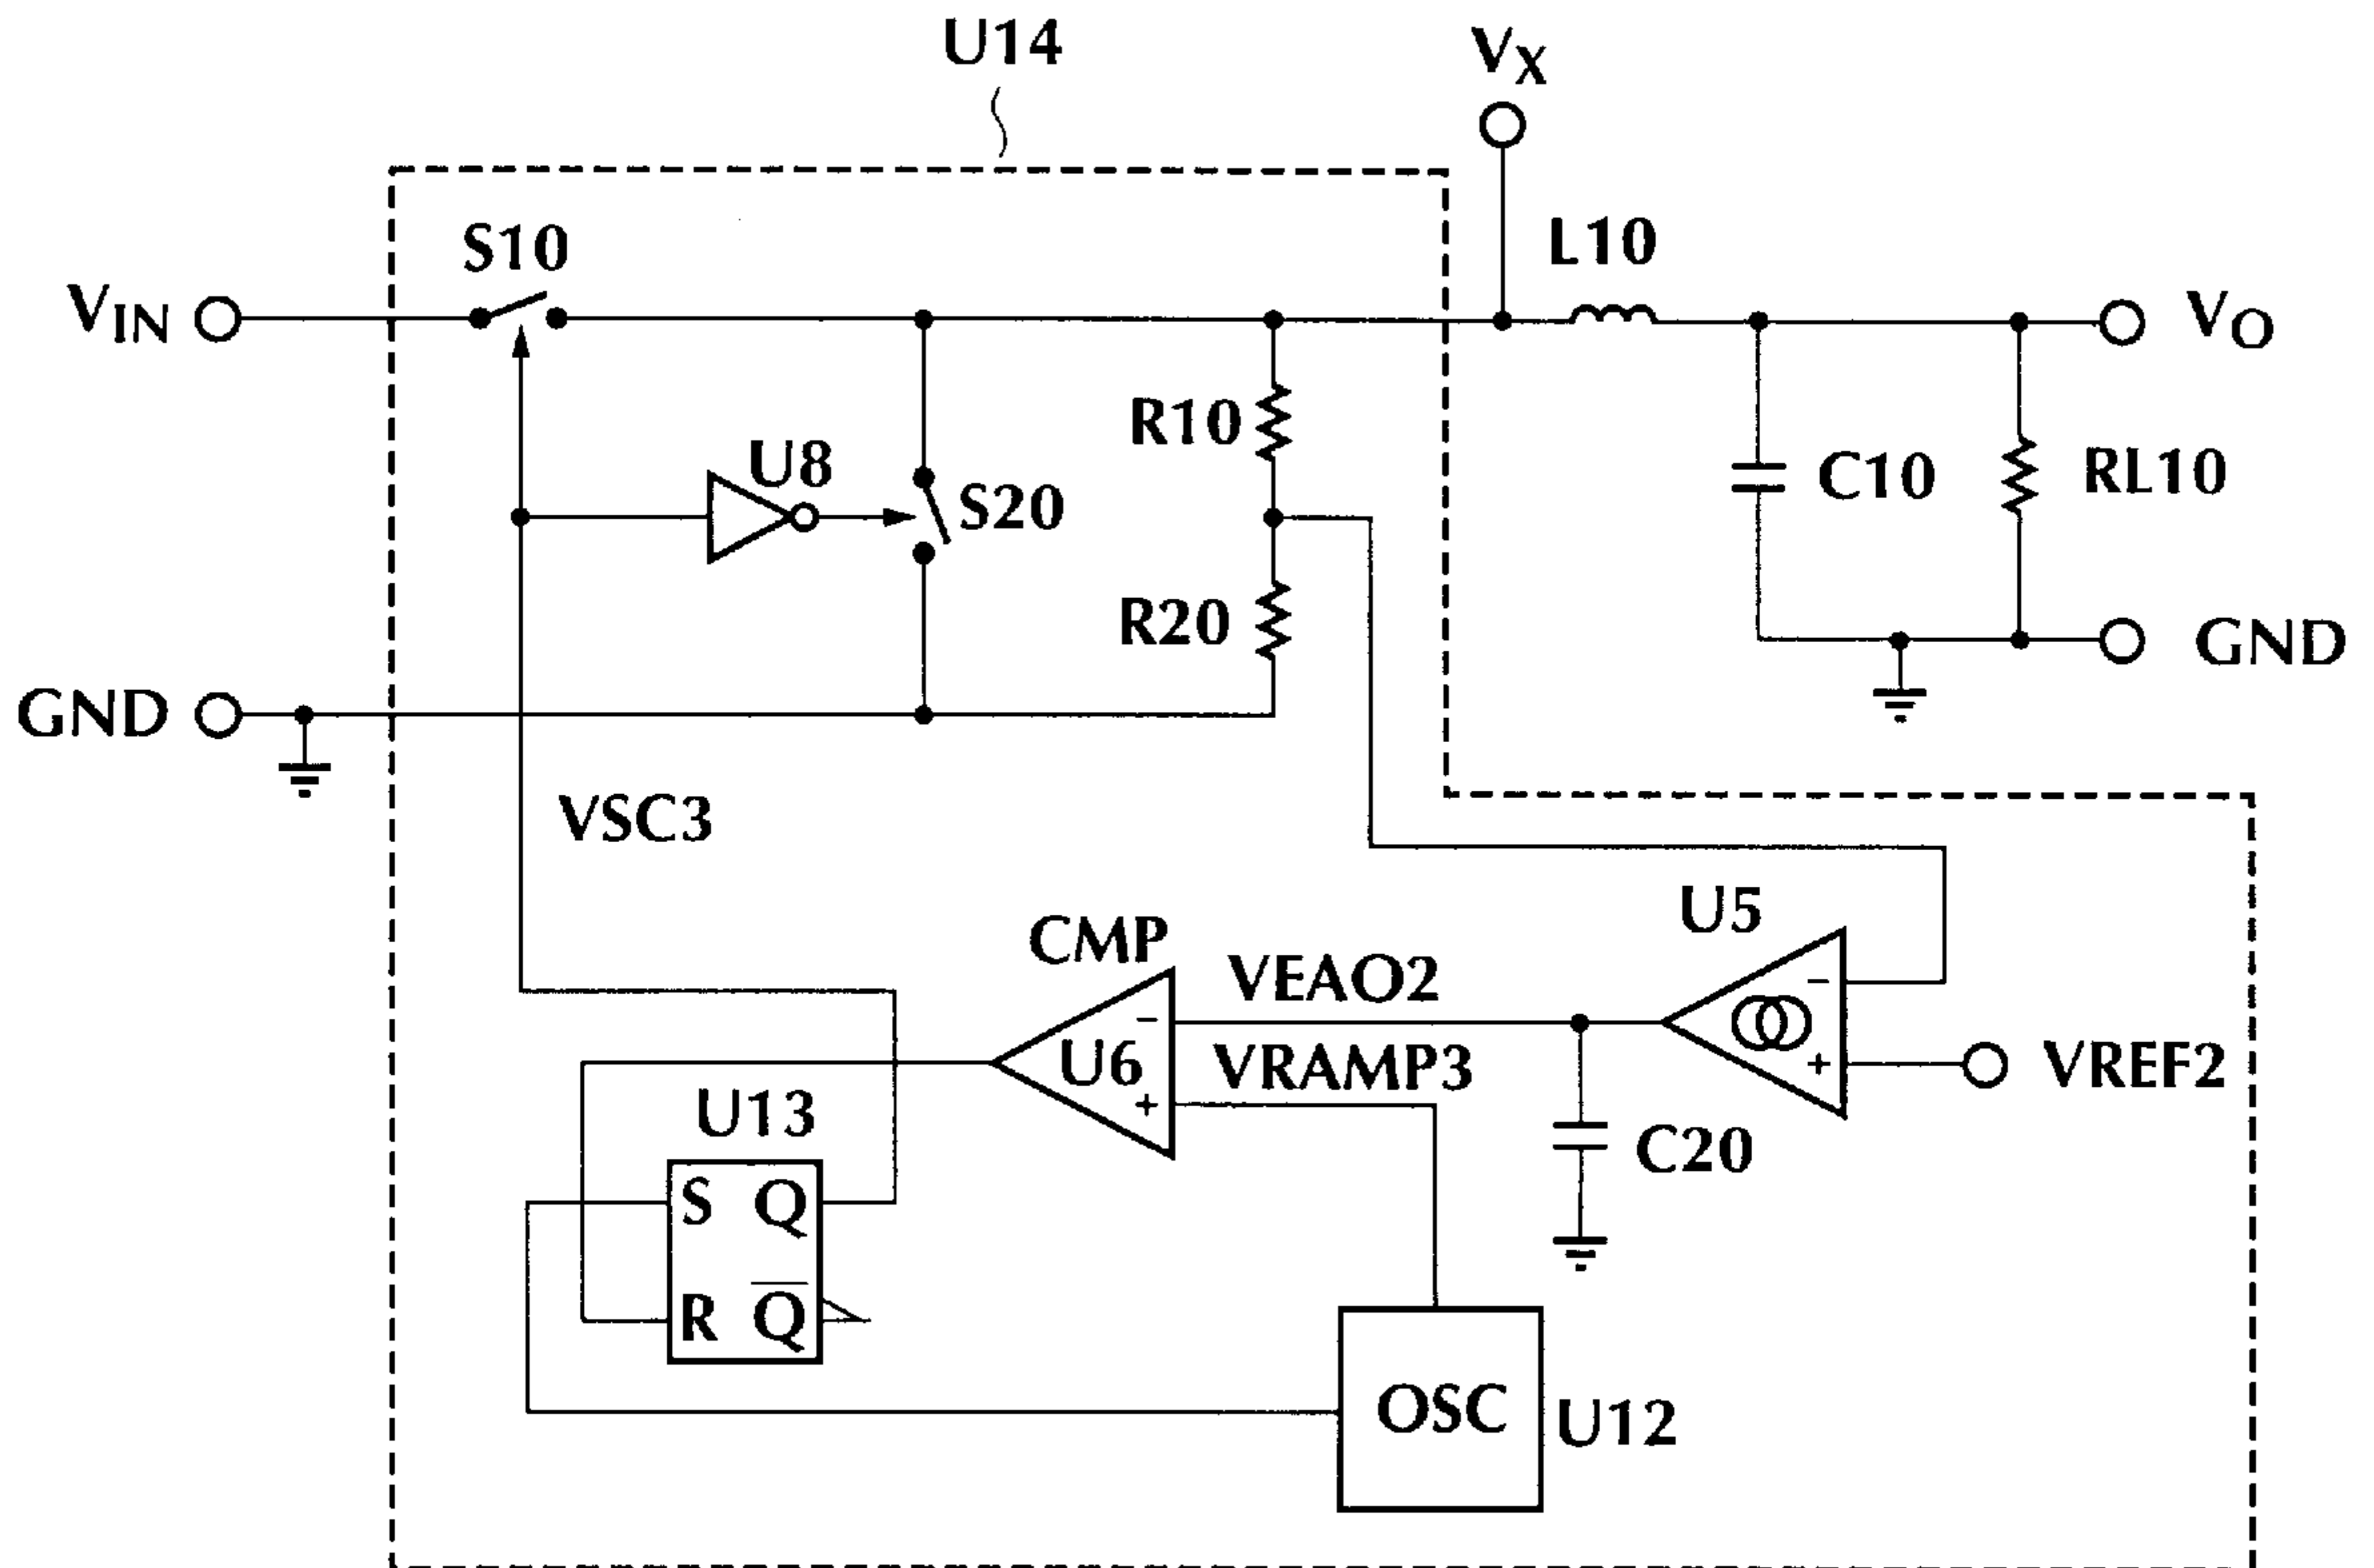 U14
VX
S10
L10
VIN
VO
R10
U8
S20
C10
RL10
R20
GND
GND
VSC3
U5
CMP
VEAO2
−
−
U6
VRAMP3
+
+
VREF2
U13
C20
S Q
R Q̅
OSC
U12